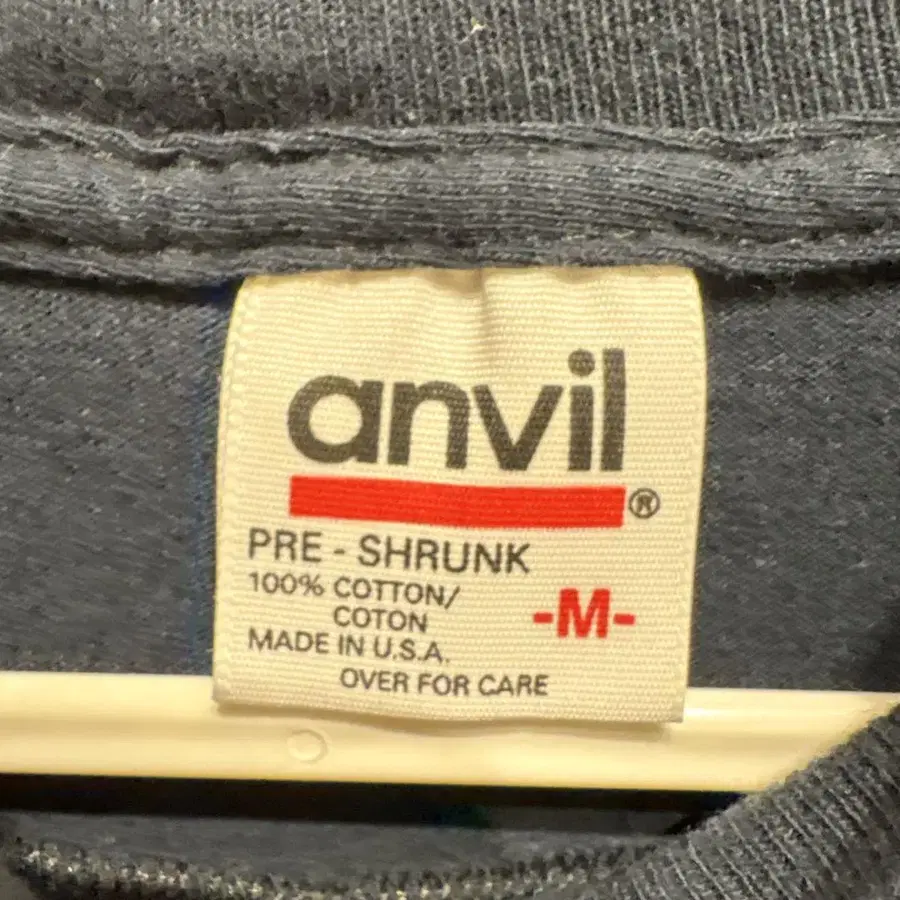 anvil®
PRE - SHRUNK
100% COTTON/
COTON
-M-
MADE IN U.S.A.
OVER FOR CARE